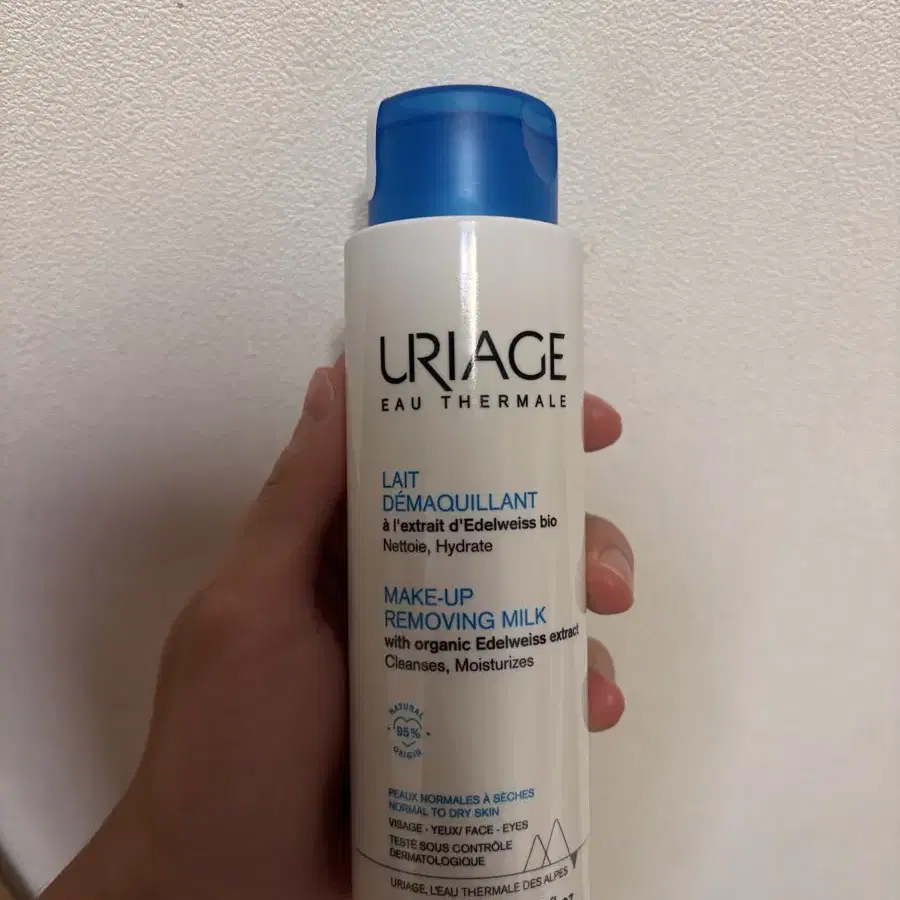 URIAGE
EAU THERMALE
LAIT
DÉMAQUILLANT
à l'extrait d'Edelweiss bio
Nettoie, Hydrate
MAKE-UP
REMOVING MILK
with organic Edelweiss extract
Cleanses, Moisturizes
NATURAL
95%
ORIGIN
PEAUX NORMALES À SÈCHES
NORMAL TO DRY SKIN
VISAGE - YEUX/ FACE - EYES
TESTÉ SOUS CONTRÔLE
DERMATOLOGIQUE
URIAGE, L'EAU THERMALE DES ALPES